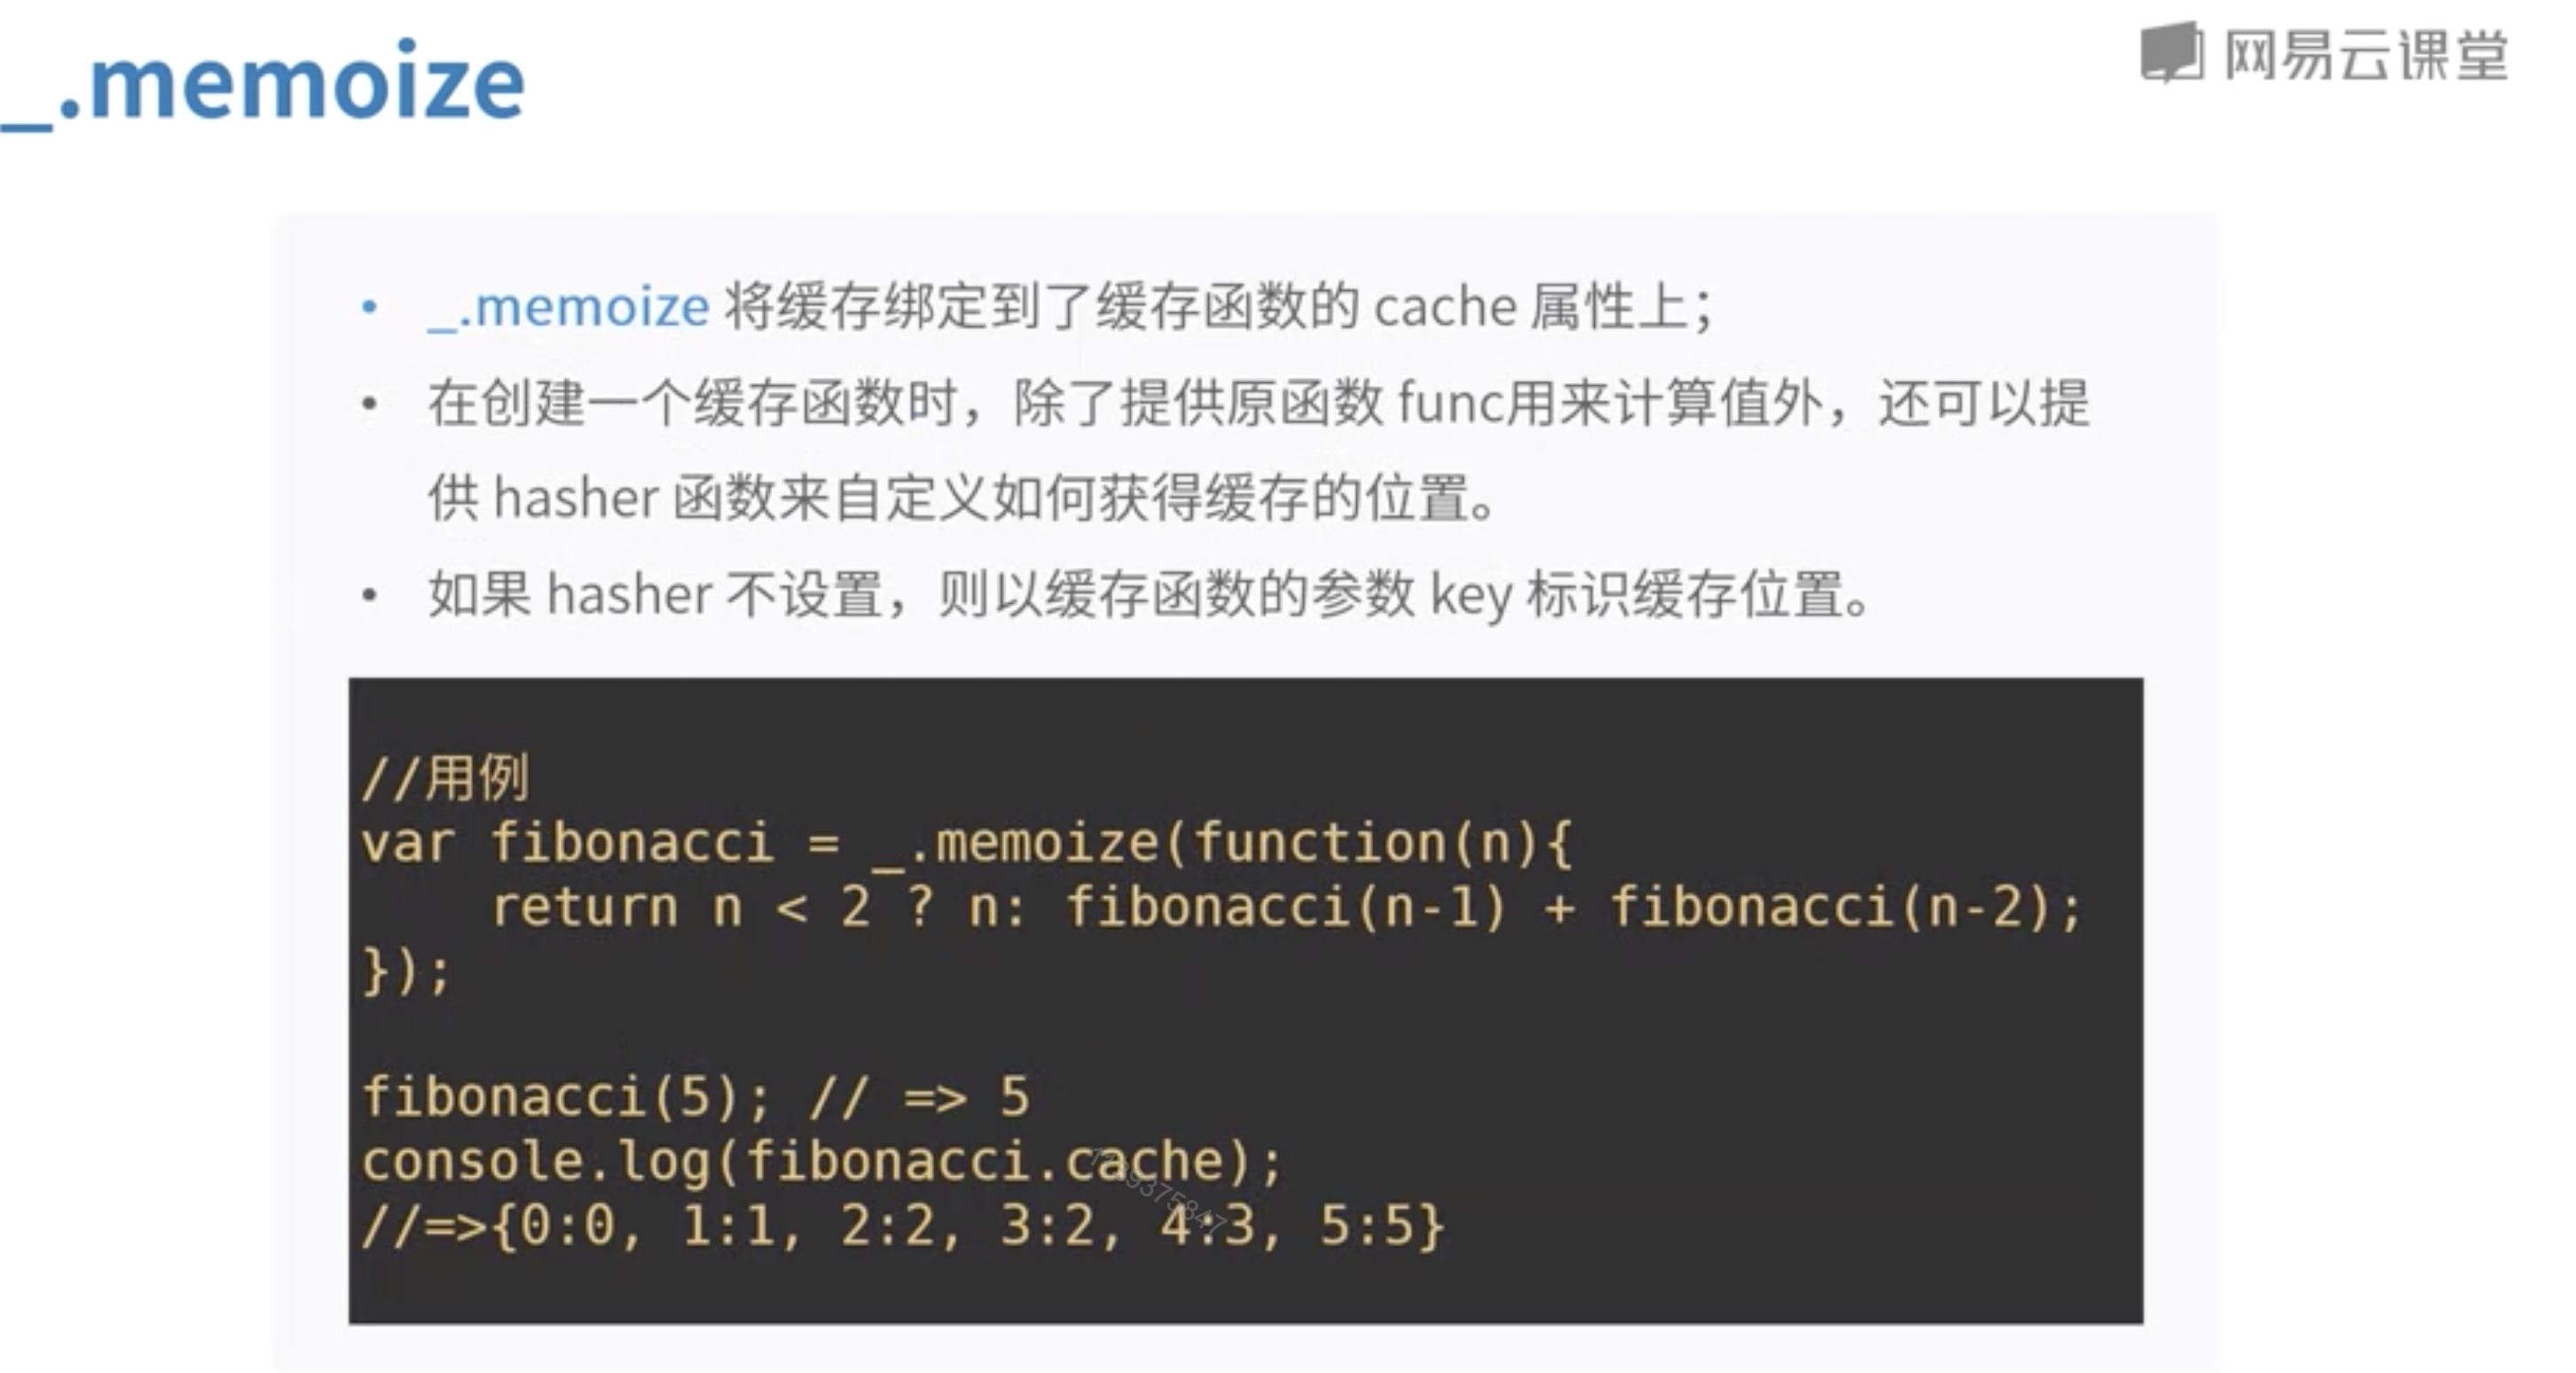 _.memoize
网易云课堂
• _.memoize 将缓存绑定到了缓存函数的 cache 属性上；
• 在创建一个缓存函数时，除了提供原函数 func用来计算值外，还可以提
供 hasher 函数来自定义如何获得缓存的位置。
• 如果 hasher 不设置，则以缓存函数的参数 key 标识缓存位置。
//用例
var fibonacci = _.memoize(function(n){
    return n < 2 ? n: fibonacci(n-1) + fibonacci(n-2);
});
fibonacci(5); // => 5
console.log(fibonacci.cache);
//=>{0:0, 1:1, 2:2, 3:2, 4:3, 5:5}